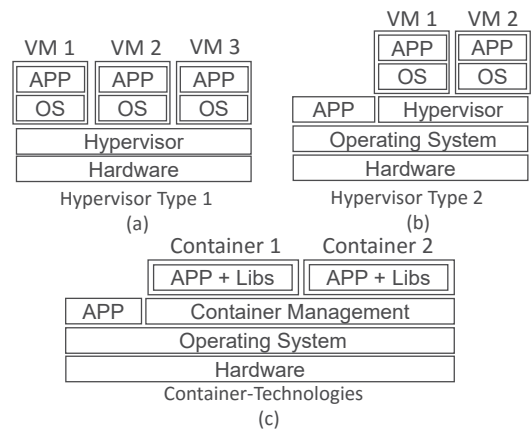 VM 1 VM 2 VM 3
APP APP APP
OS OS OS
Hypervisor
Hardware
Hypervisor Type 1
(a)
VM 1 VM 2
APP APP
OS OS
APP Hypervisor
Operating System
Hardware
Hypervisor Type 2
(b)
Container 1 Container 2
APP + Libs APP + Libs
APP Container Management
Operating System
Hardware
Container-Technologies
(c)